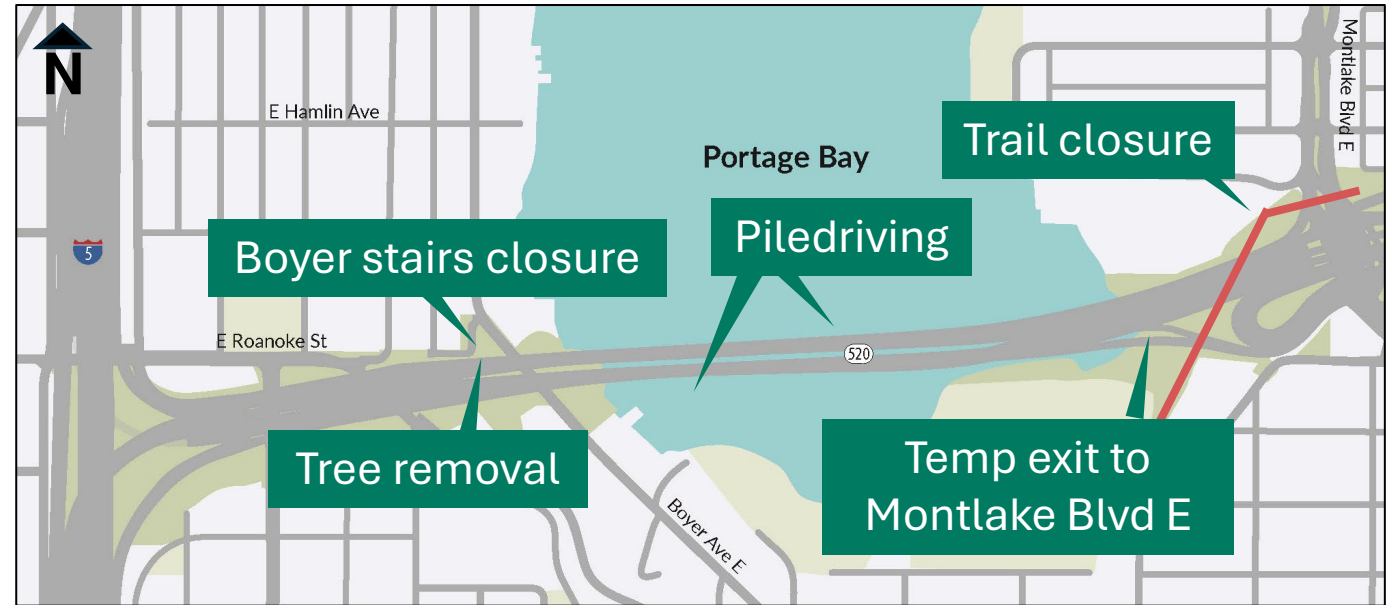 N
Montlake Blvd E
E Hamlin Ave
Trail closure
Portage Bay
Piledriving
Boyer stairs closure
5
E Roanoke St
520
Tree removal
Temp exit to
Montlake Blvd E
Boyer Ave E